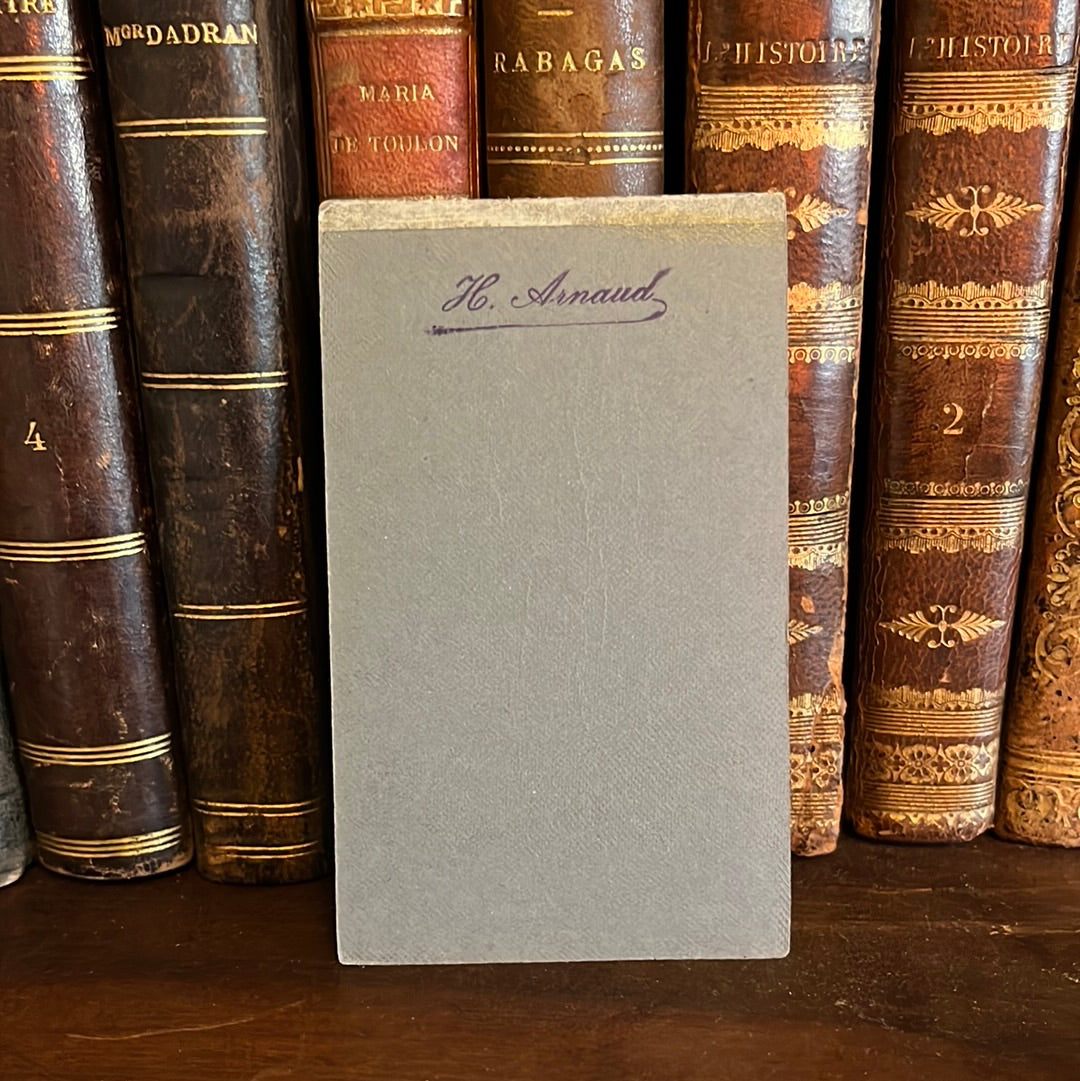 MGR DADRAN
MARIA
DE TOULON
RABAGAS
L'HISTOIRE
L'HISTOIRE
H. Arnaud
4
2